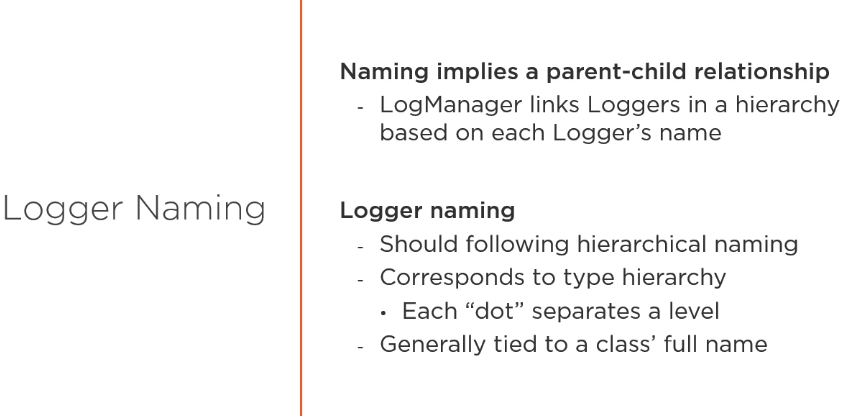 Logger Naming
Naming implies a parent-child relationship
- LogManager links Loggers in a hierarchy
based on each Logger’s name
Logger naming
- Should following hierarchical naming
- Corresponds to type hierarchy
• Each “dot” separates a level
- Generally tied to a class’ full name